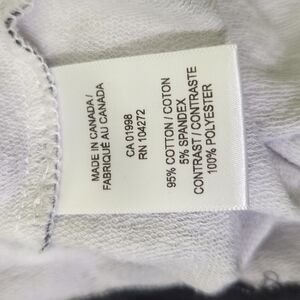 MADE IN CANADA /
FABRIQUÉ AU CANADA
CA 01998
RN 104272
95% COTTON / COTON
5% SPANDEX
CONTRAST / CONTRASTE
100% POLYESTER